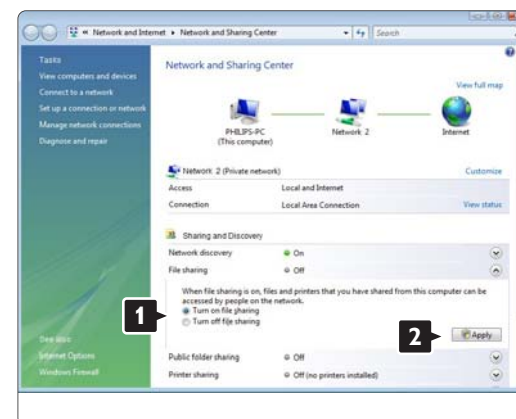 « Network and Internet ▸ Network and Sharing Center
Search
Tasks
View computers and devices
Connect to a network
Set up a connection or network
Manage network connections
Diagnose and repair
See also
Internet Options
Windows Firewall
Network and Sharing Center
View full map
PHILIPS-PC
(This computer)
Network 2
Internet
Network 2 (Private network)
Customize
Access Local and Internet
Connection Local Area Connection View status
Sharing and Discovery
Network discovery On
File sharing Off
When file sharing is on, files and printers that you have shared from this computer can be
accessed by people on the network.
1
Turn on file sharing
Turn off file sharing
2
Apply
Public folder sharing Off
Printer sharing Off (no printers installed)